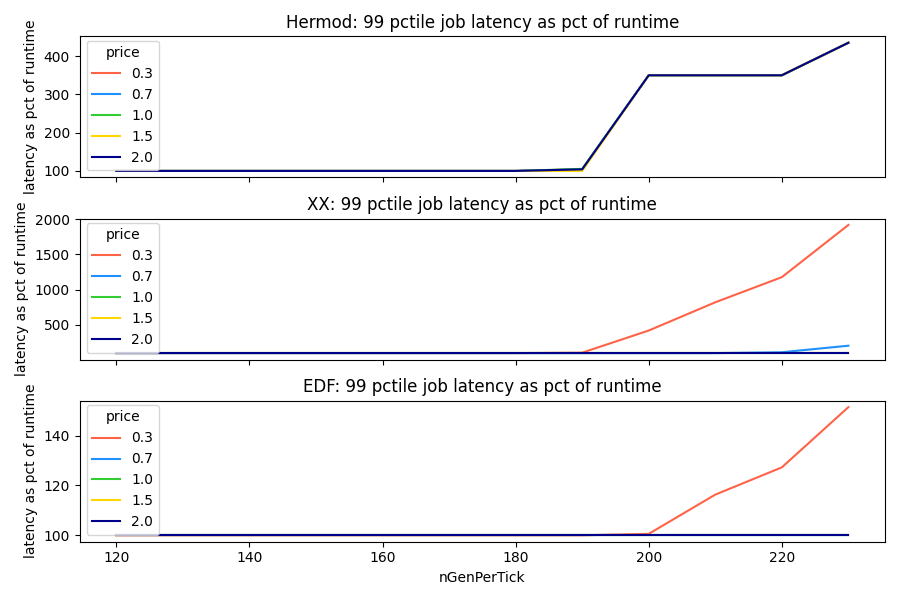 Hermod: 99 pctile job latency as pct of runtime
latency as pct of runtime
400
300
200
100
price
0.3
0.7
1.0
1.5
2.0
XX: 99 pctile job latency as pct of runtime
latency as pct of runtime
2000
1500
1000
500
price
0.3
0.7
1.0
1.5
2.0
EDF: 99 pctile job latency as pct of runtime
latency as pct of runtime
140
120
100
price
0.3
0.7
1.0
1.5
2.0
120 140 160 180 200 220
nGenPerTick